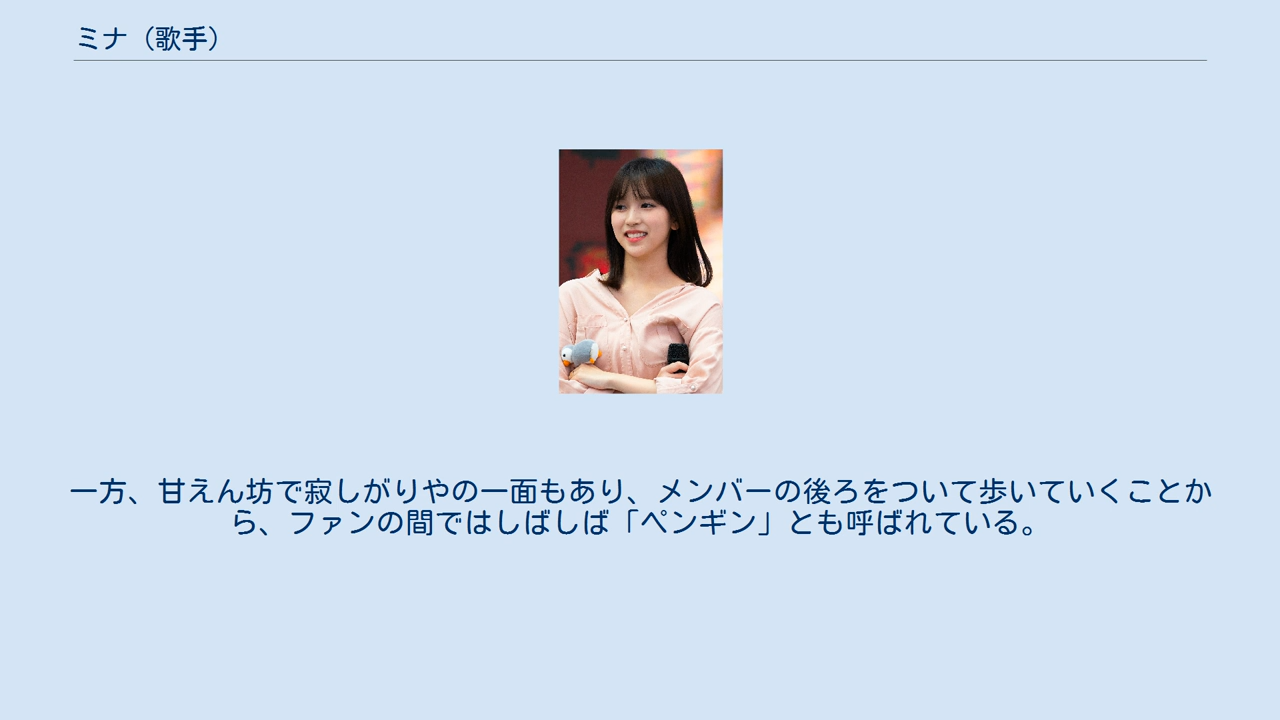 ミナ（歌手）
一方、甘えん坊で寂しがりやの一面もあり、メンバーの後ろをついて歩いていくことか
ら、ファンの間ではしばしば「ペンギン」とも呼ばれている。